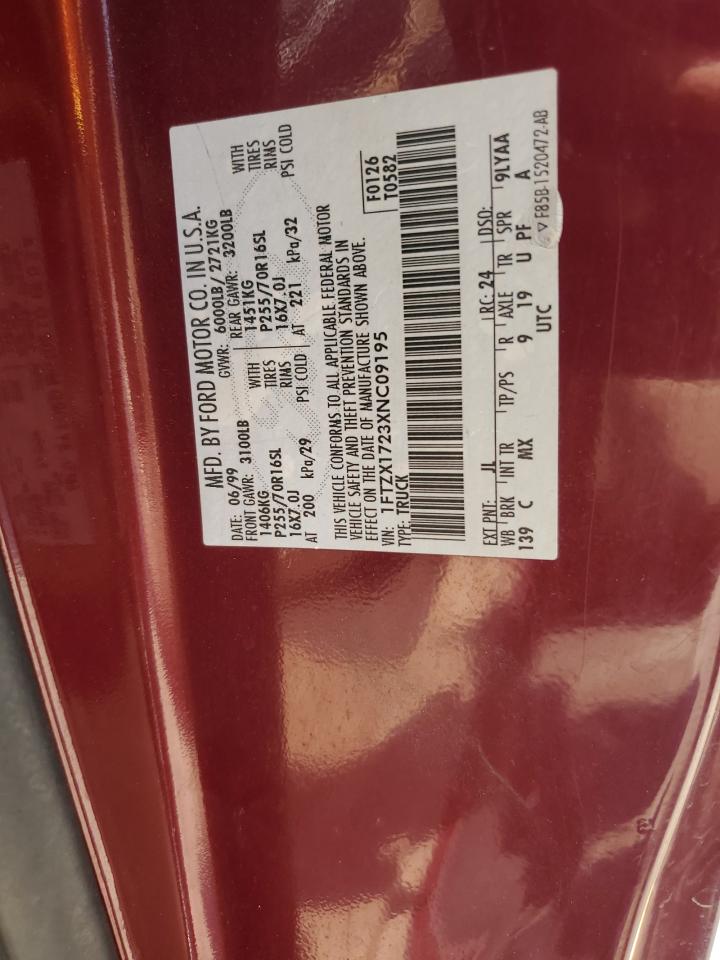 MFD. BY FORD MOTOR CO. IN U.S.A.
DATE: 06/99 GVWR: 6000LB/2721KG
FRONT GAWR: 3100LB REAR GAWR: 3200LB
1406KG WITH 1451KG WITH
P255/70R16SL TIRES P255/70R16SL TIRES
16X7.0J RIMS 16X7.0J RIMS
AT 200 kPa/29 PSI COLD AT 221 kPa/32 PSI COLD
THIS VEHICLE CONFORMS TO ALL APPLICABLE FEDERAL MOTOR
VEHICLE SAFETY AND THEFT PREVENTION STANDARDS IN
EFFECT ON THE DATE OF MANUFACTURE SHOWN ABOVE.
VIN: 1FTZX1723XNC09195 F0126
TYPE: TRUCK T0582
EXT PNT: JL RC: 24 DSO:
WB BRK INT TR TP/PS R AXLE TR SPR 9LYAA
139 C MX 9 19 U PF A
UTC
▽ F85B-1520472-AB